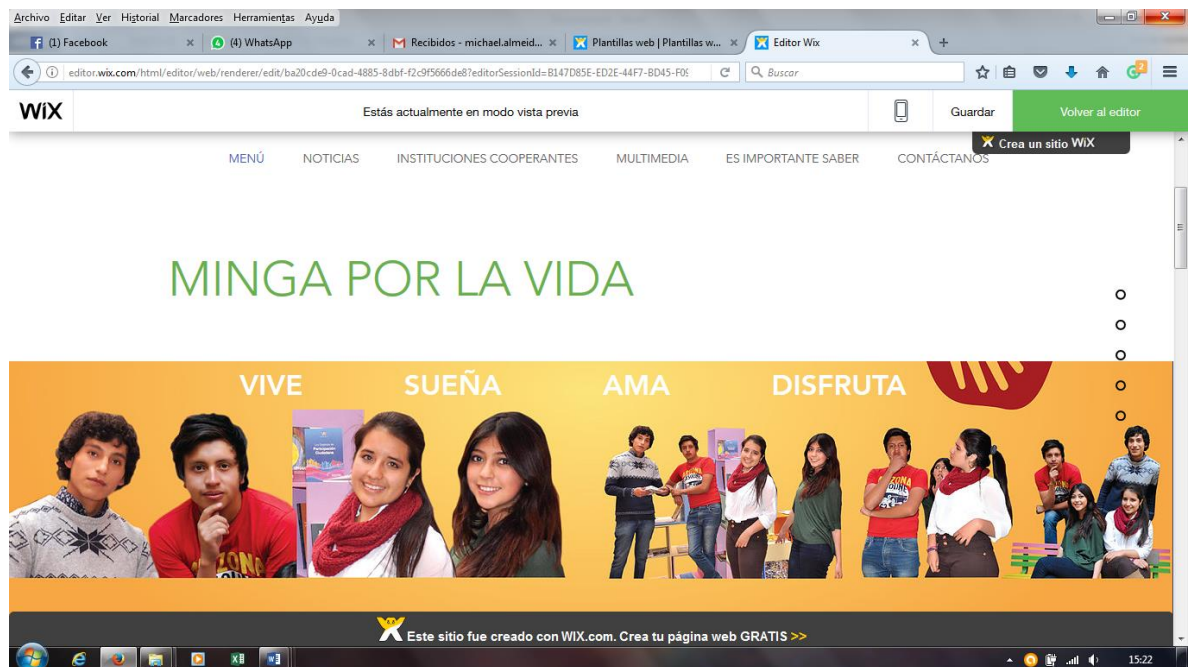 Archivo Editar Ver Historial Marcadores Herramientas Ayuda
(1) Facebook
(4) WhatsApp
Recibidos - michael.almeid...
Plantillas web | Plantillas w...
Editor Wix
editor.wix.com/html/editor/web/renderer/edit/ba20cde9-0cad-4885-8dbf-f2c9f5666de8?editorSessionId=B147D85E-ED2E-44F7-BD45-F09
Buscar
WiX
Estás actualmente en modo vista previa
Guardar
Volver al editor
Crea un sitio WiX
MENÚ NOTICIAS INSTITUCIONES COOPERANTES MULTIMEDIA ES IMPORTANTE SABER CONTÁCTANOS
MINGA POR LA VIDA
VIVE SUEÑA AMA DISFRUTA
Este sitio fue creado con WIX.com. Crea tu página web GRATIS >>
15:22